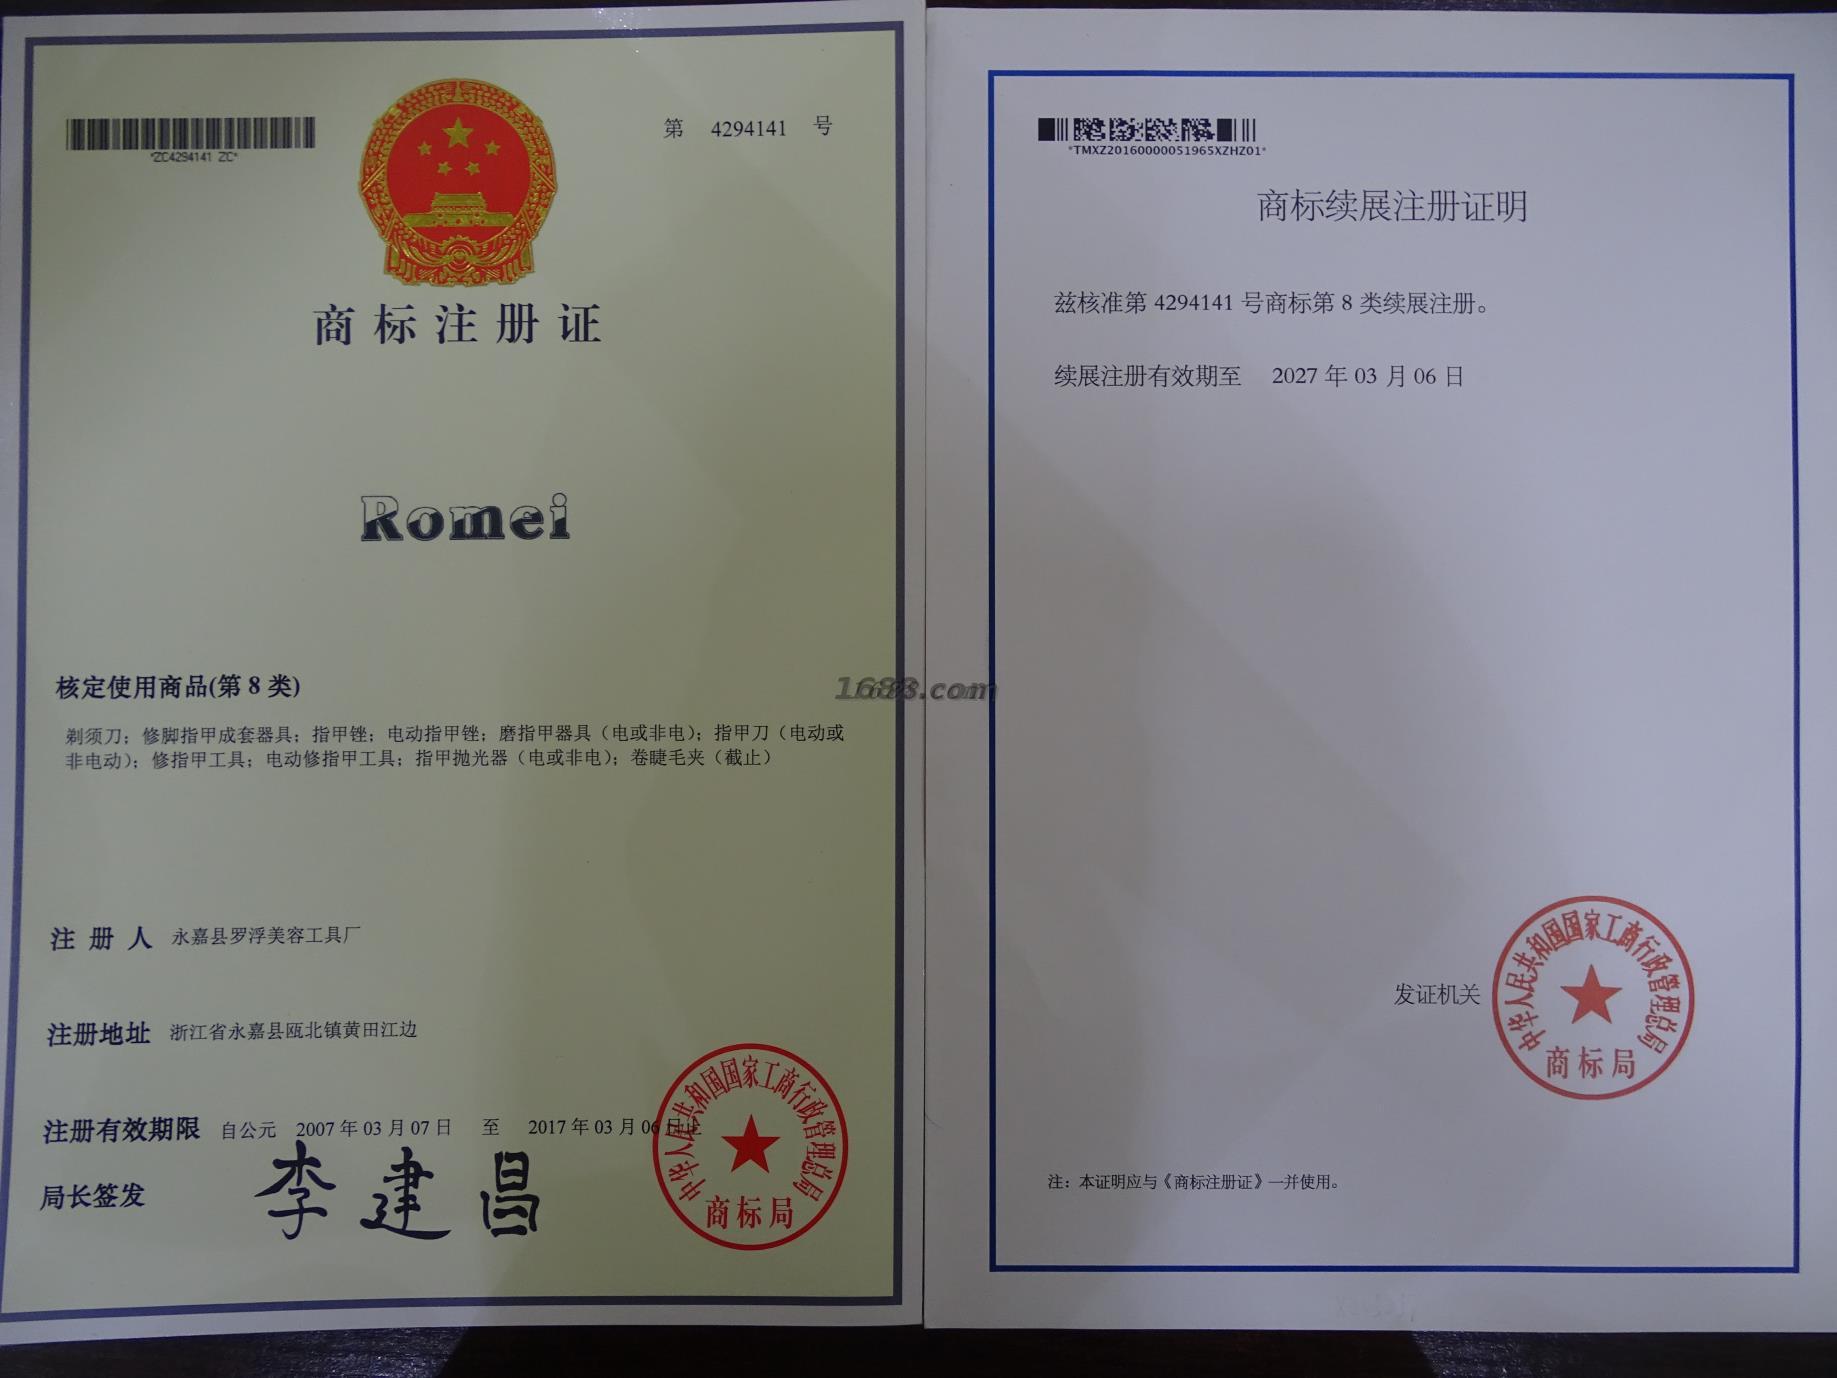 *ZC4294141 ZC*
第 4294141 号
商标注册证
Romei
核定使用商品(第 8 类)
剃须刀；修脚指甲成套器具；指甲锉；电动指甲锉；磨指甲器具（电或非电）；指甲刀（电动或
非电动）；修指甲工具；电动修指甲工具；指甲抛光器（电或非电）；卷睫毛夹（截止）
注 册 人 永嘉县罗浮美容工具厂
注册地址 浙江省永嘉县瓯北镇黄田江边
注册有效期限 自公元 2007 年 03 月 07 日 至 2017 年 03 月 06 日止
局长签发 李建昌
中华人民共和国国家工商行政管理总局
商标局
1688.com
*TMXZ20160000051965XZHZ01*
商标续展注册证明
兹核准第 4294141 号商标第 8 类续展注册。
续展注册有效期至 2027 年 03 月 06 日
发证机关
中华人民共和国国家工商行政管理总局
商标局
注：本证明应与《商标注册证》一并使用。